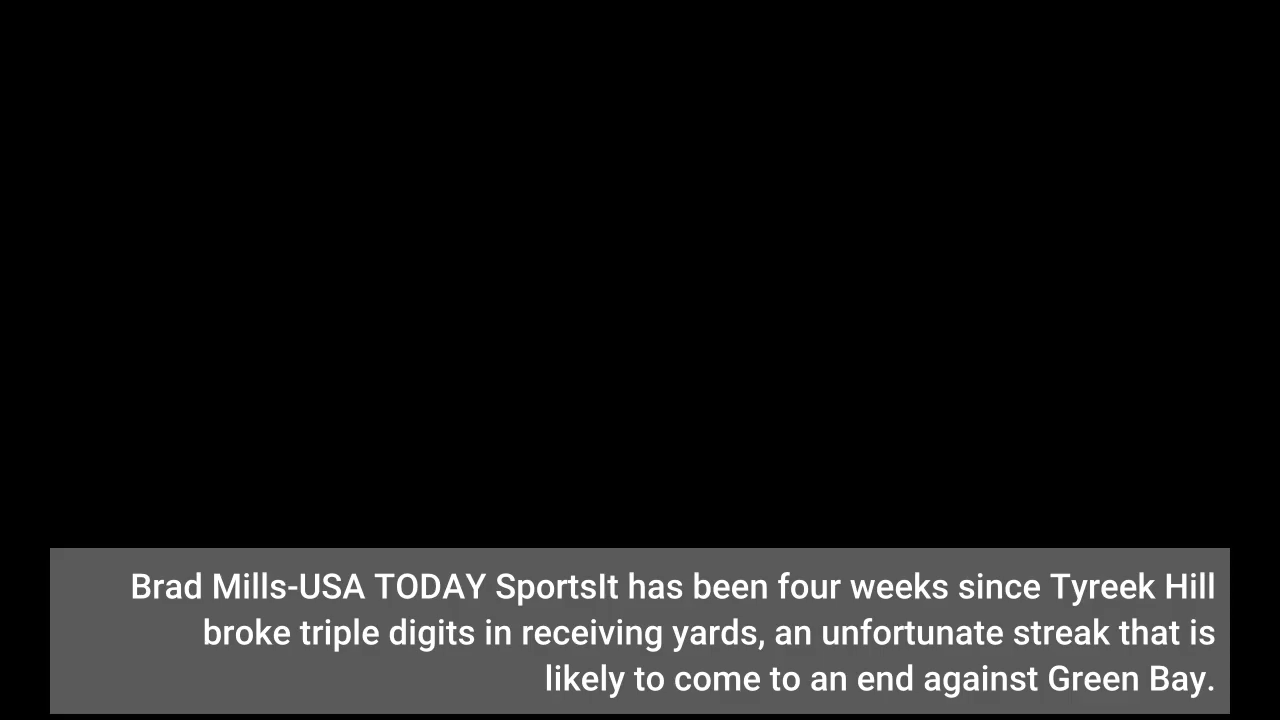 Brad Mills-USA TODAY SportsIt has been four weeks since Tyreek Hill
broke triple digits in receiving yards, an unfortunate streak that is
likely to come to an end against Green Bay.